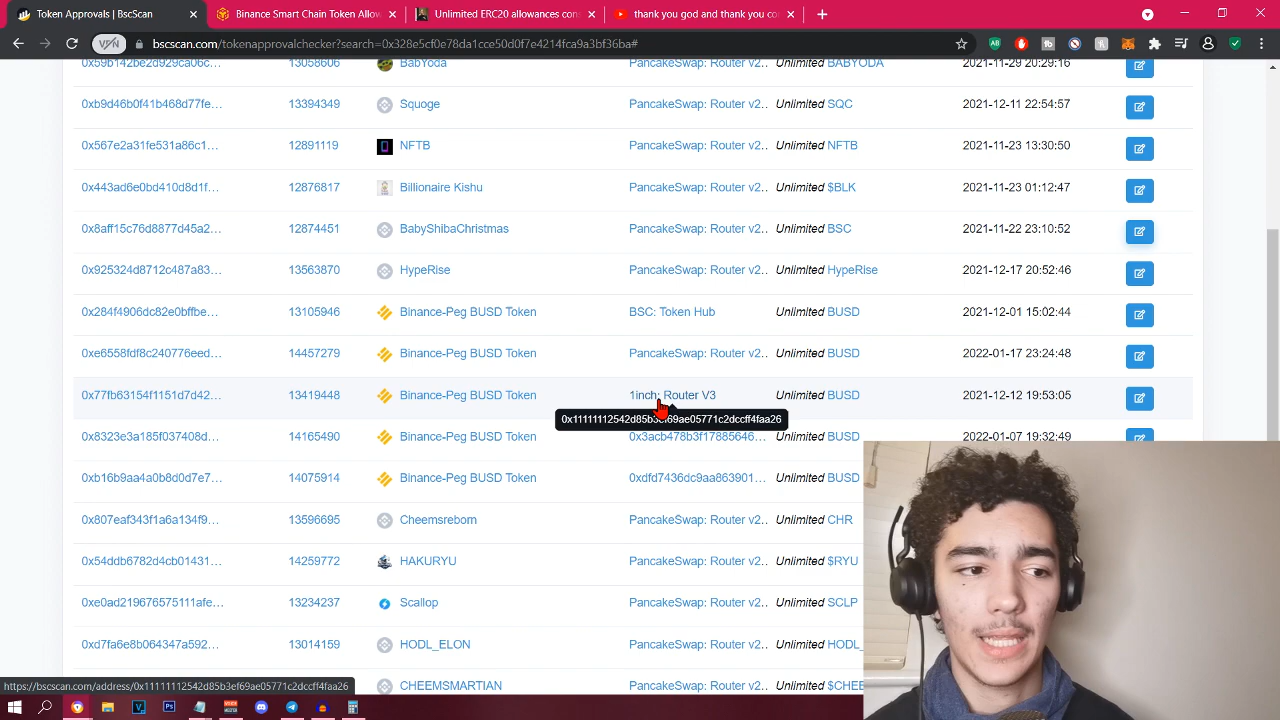 Token Approvals | BscScan
Binance Smart Chain Token Allow
Unlimited ERC20 allowances con
thank you god and thank you co
VPN
bscscan.com/tokenapprovalchecker?search=0x328e5cf0e78da1cce50d0f7e4214fca9a3bf36ba#
0x59b142be2d929ca06c… 13058606 BabYoda PancakeSwap: Router v2.. Unlimited BABYODA 2021-11-29 20:29:16
0xb9d46b0f41b468d77fe… 13394349 Squoge PancakeSwap: Router v2.. Unlimited SQC 2021-12-11 22:54:57
0x567e2a31fe531a86c1… 12891119 NFTB PancakeSwap: Router v2.. Unlimited NFTB 2021-11-23 13:30:50
0x443ad6e0bd410d8d1f… 12876817 Billionaire Kishu PancakeSwap: Router v2.. Unlimited $BLK 2021-11-23 01:12:47
0x8aff15c76d8877d45a2… 12874451 BabyShibaChristmas PancakeSwap: Router v2.. Unlimited BSC 2021-11-22 23:10:52
0x925324d8712c487a83… 13563870 HypeRise PancakeSwap: Router v2.. Unlimited HypeRise 2021-12-17 20:52:46
0x284f4906dc82e0bffbe… 13105946 Binance-Peg BUSD Token BSC: Token Hub Unlimited BUSD 2021-12-01 15:02:44
0xe6558fdf8c240776eed… 14457279 Binance-Peg BUSD Token PancakeSwap: Router v2.. Unlimited BUSD 2022-01-17 23:24:48
0x77fb63154f1151d7d42… 13419448 Binance-Peg BUSD Token 1inch: Router V3 Unlimited BUSD 2021-12-12 19:53:05
0x8323e3a185f037408d… 14165490 Binance-Peg BUSD Token 0x3acb478b3f17885646… Unlimited BUSD 2022-01-07 19:32:49
0xb16b9aa4a0b8d0d7e7… 14075914 Binance-Peg BUSD Token 0xdfd7436dc9aa863901… Unlimited BUSD
0x807eaf343f1a6a134f9… 13596695 Cheemsreborn PancakeSwap: Router v2.. Unlimited CHR
0x54ddb6782d4cb01431… 14259772 HAKURYU PancakeSwap: Router v2.. Unlimited $RYU
0xe0ad219676575111afe… 13234237 Scallop PancakeSwap: Router v2.. Unlimited SCLP
0xd7fa6e8b064347a592… 13014159 HODL_ELON PancakeSwap: Router v2.. Unlimited HODL_
CHEEMSMARTIAN PancakeSwap: Router v2.. Unlimited $CHEE
https://bscscan.com/address/0x11111112542d85b3ef69ae05771c2dccff4faa26